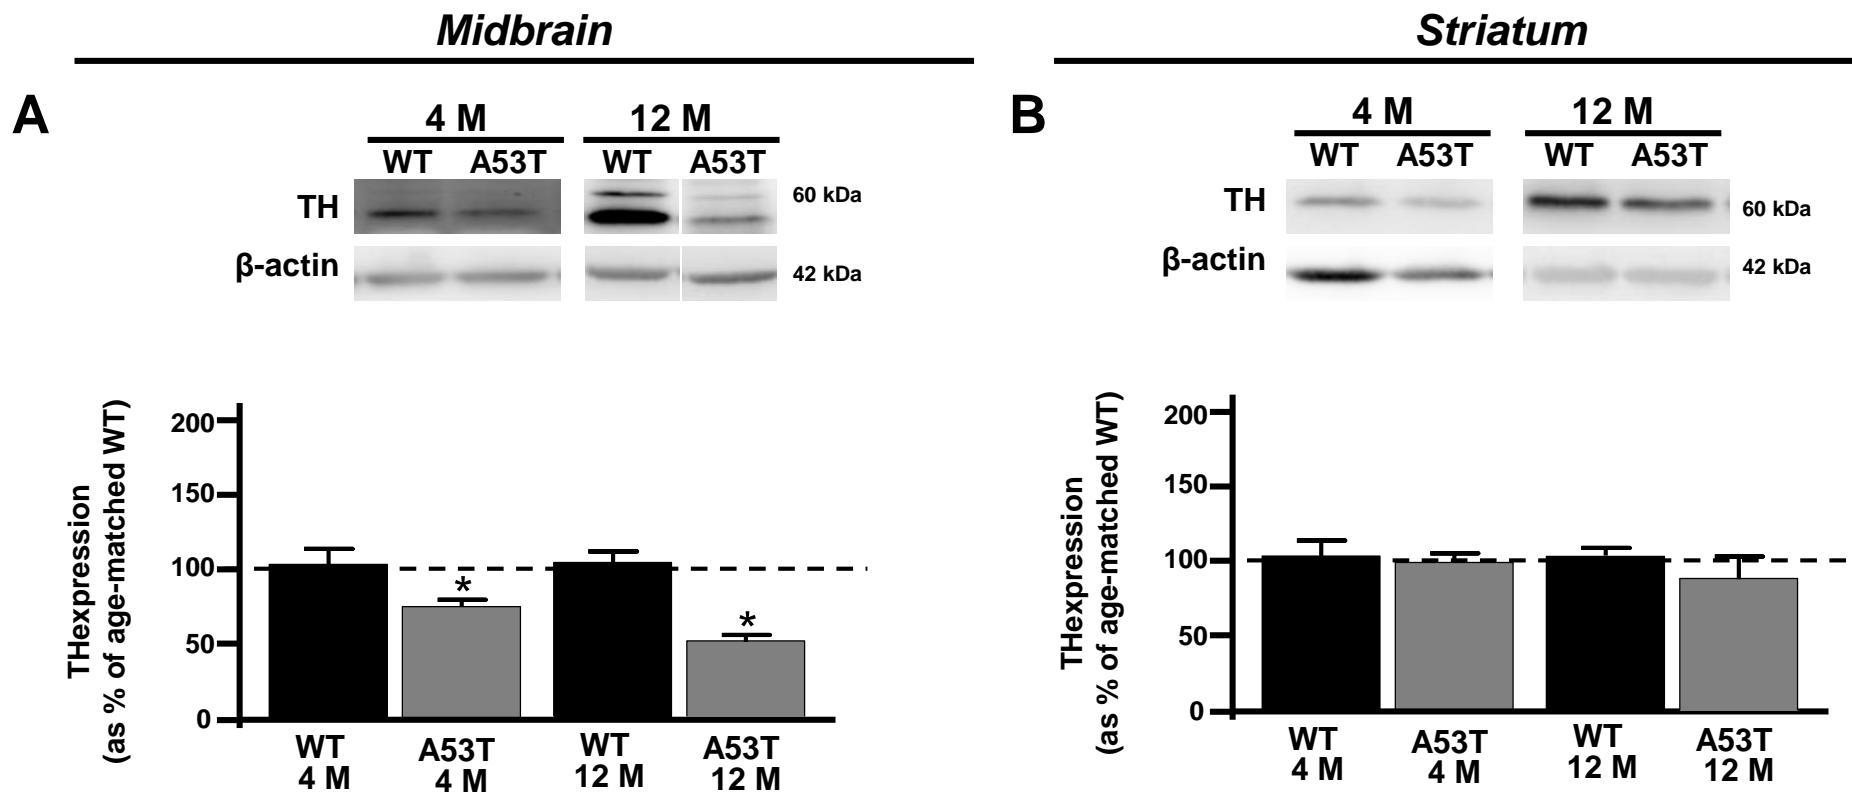 Midbrain
Striatum
A
4 M
12 M
WT
A53T
WT
A53T
TH
60 kDa
β-actin
42 kDa
THexpression
(as % of age-matched WT)
200
150
100
50
0
*
*
WT
4 M
A53T
4 M
WT
12 M
A53T
12 M
B
4 M
12 M
WT
A53T
WT
A53T
TH
60 kDa
β-actin
42 kDa
THexpression
(as % of age-matched WT)
200
150
100
50
0
WT
4 M
A53T
4 M
WT
12 M
A53T
12 M